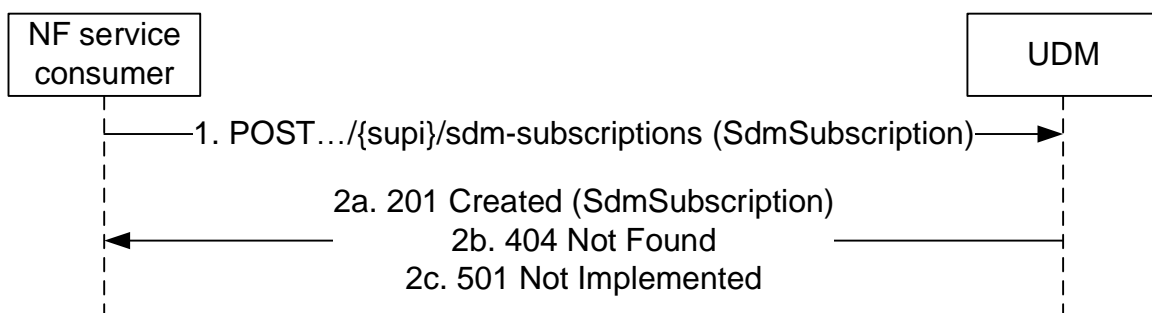 NF service
consumer
UDM
1. POST…/{supi}/sdm-subscriptions (SdmSubscription)
2a. 201 Created (SdmSubscription)
2b. 404 Not Found
2c. 501 Not Implemented